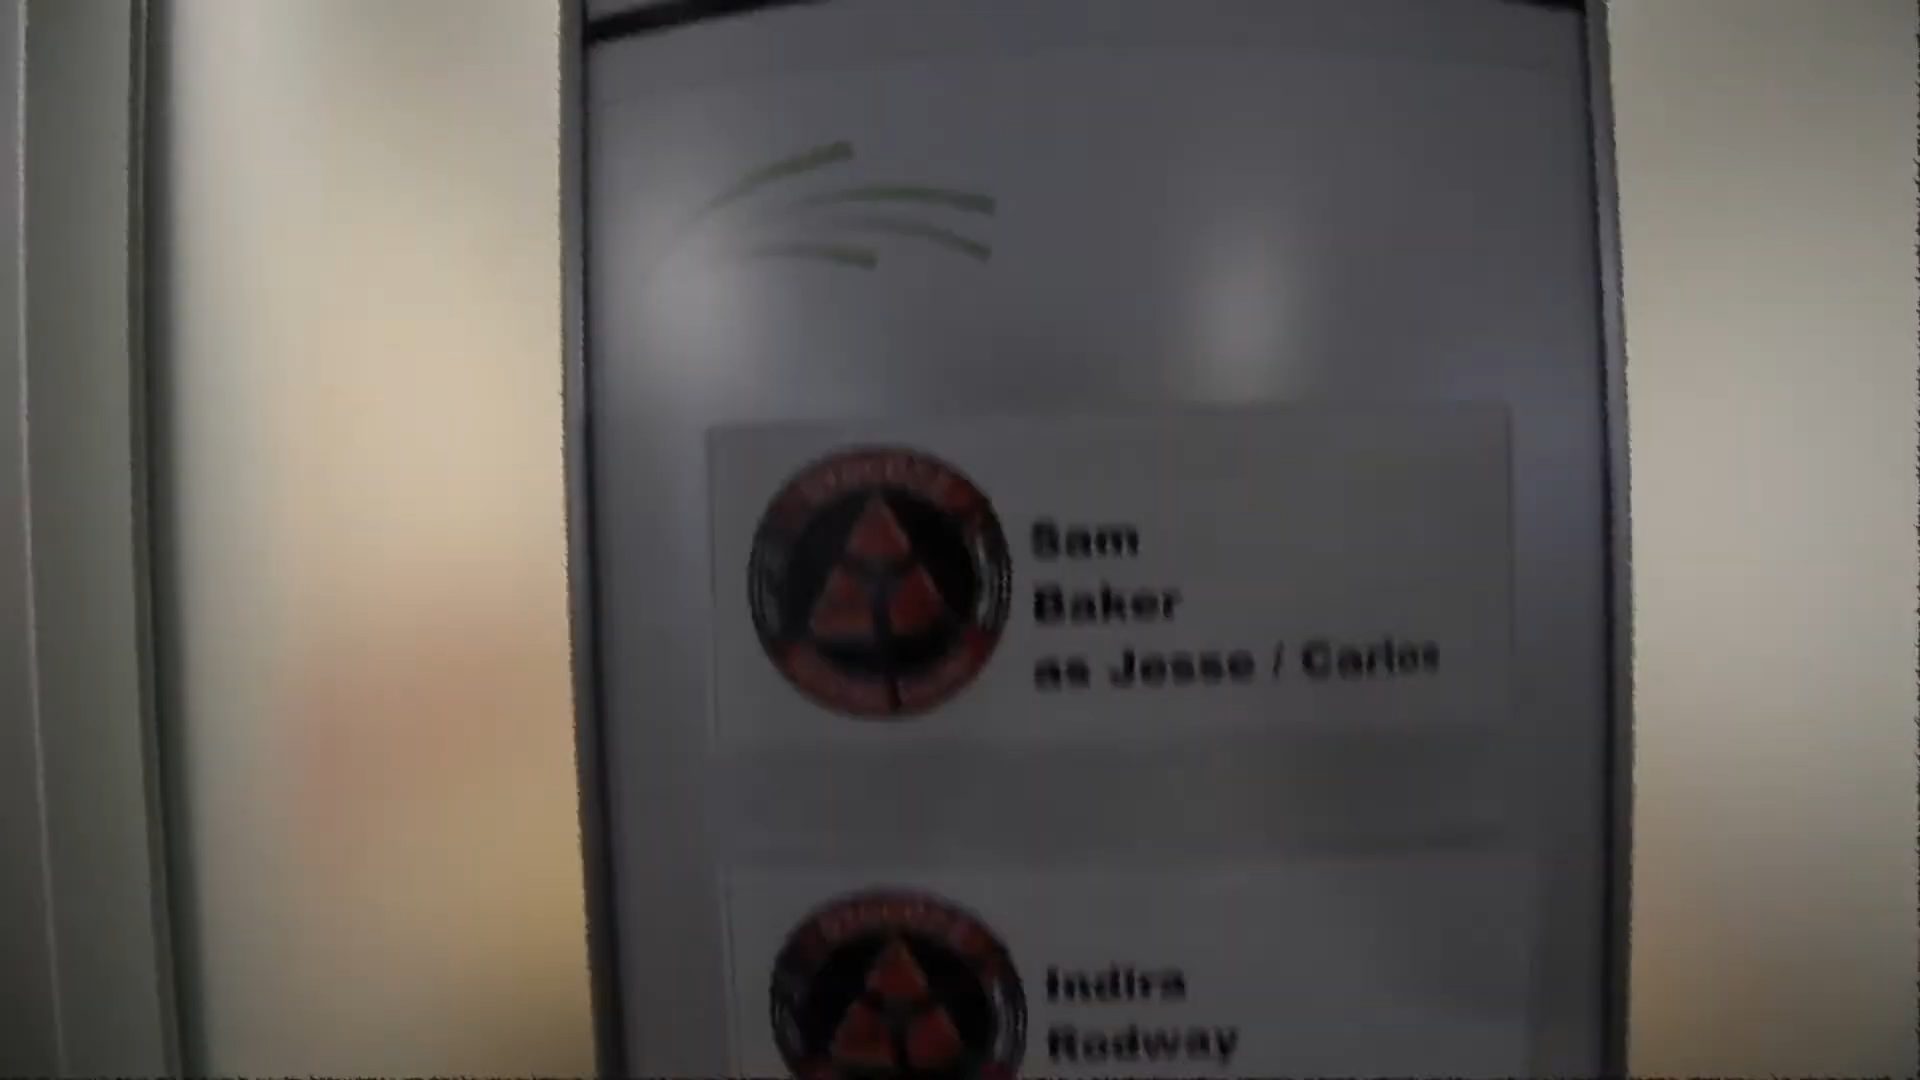 Sam
Baker
as Jesse / Carlos
Indira
Rodway